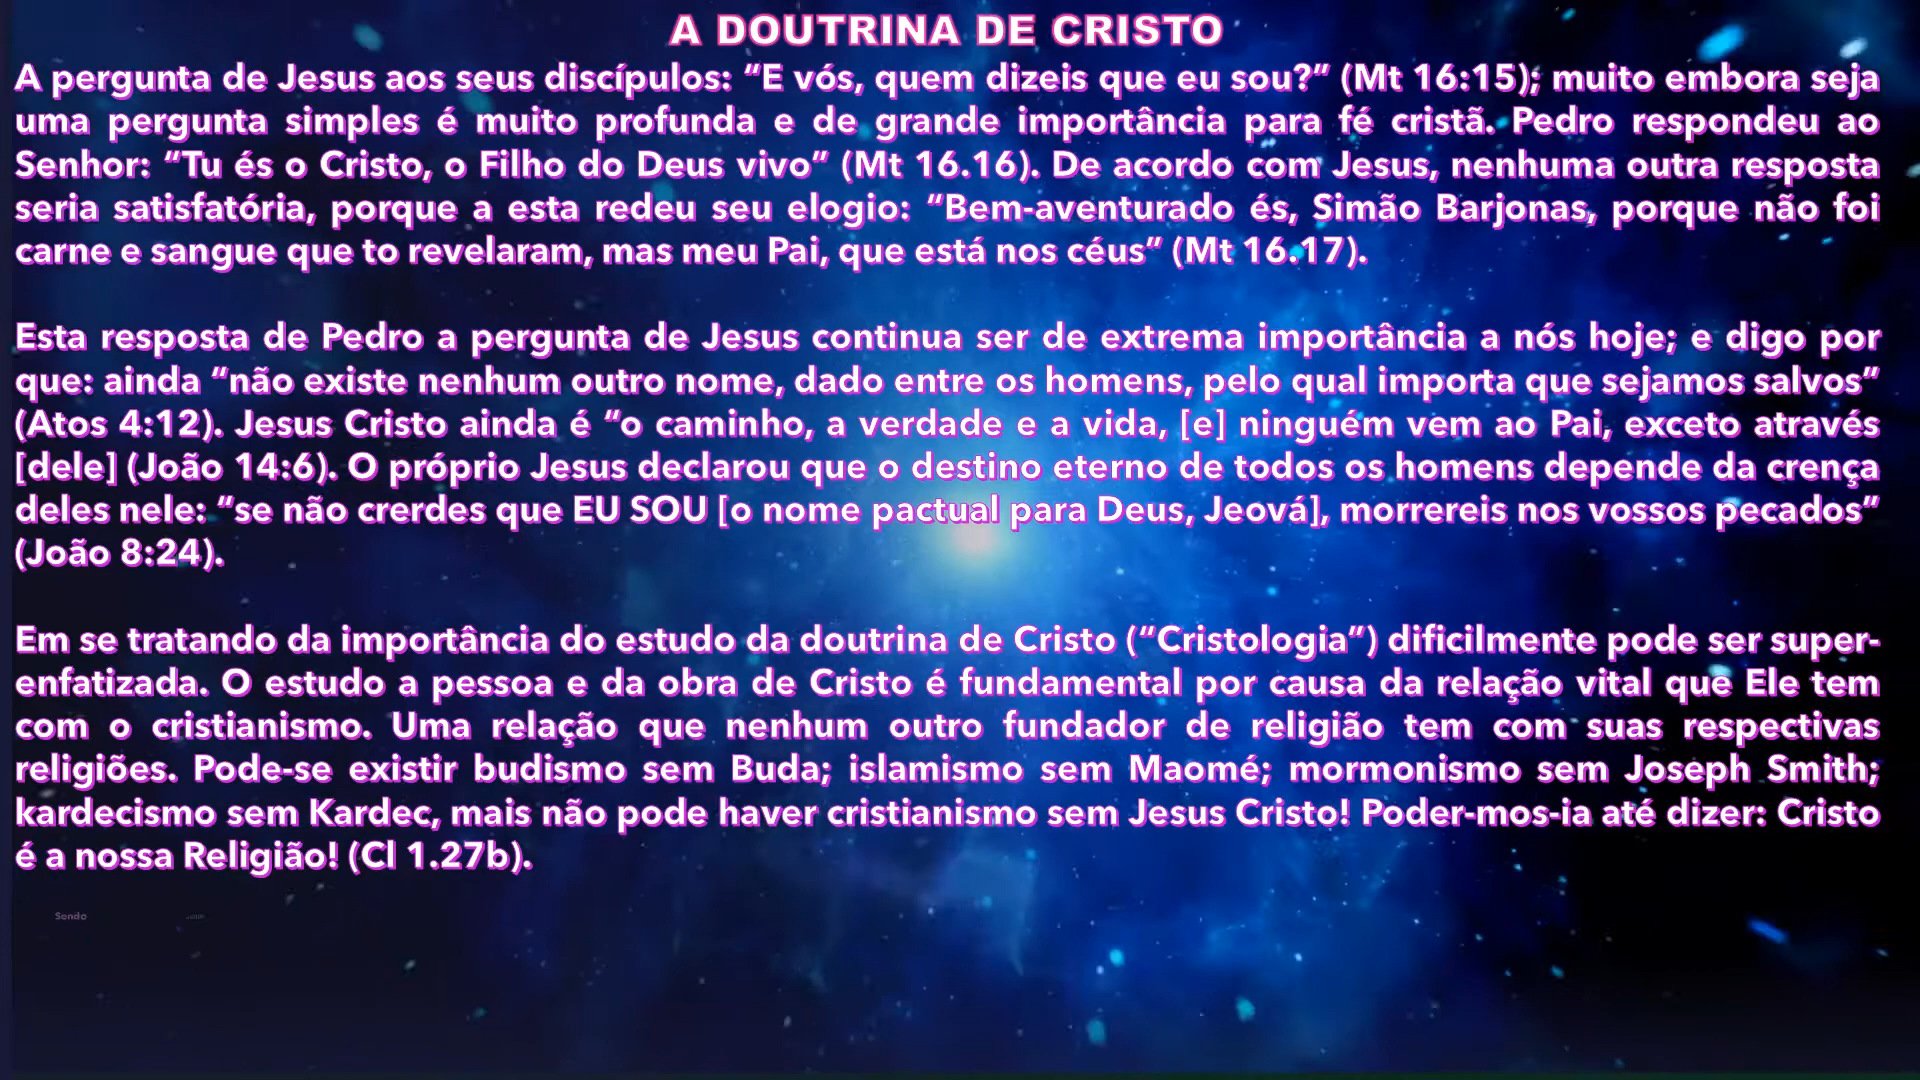 A DOUTRINA DE CRISTO
A pergunta de Jesus aos seus discípulos: “E vós, quem dizeis que eu sou?” (Mt 16:15); muito embora seja
uma pergunta simples é muito profunda e de grande importância para fé cristã. Pedro respondeu ao
Senhor: “Tu és o Cristo, o Filho do Deus vivo” (Mt 16.16). De acordo com Jesus, nenhuma outra resposta
seria satisfatória, porque a esta redeu seu elogio: “Bem-aventurado és, Simão Barjonas, porque não foi
carne e sangue que to revelaram, mas meu Pai, que está nos céus” (Mt 16.17).
Esta resposta de Pedro a pergunta de Jesus continua ser de extrema importância a nós hoje; e digo por
que: ainda “não existe nenhum outro nome, dado entre os homens, pelo qual importa que sejamos salvos”
(Atos 4:12). Jesus Cristo ainda é “o caminho, a verdade e a vida, [e] ninguém vem ao Pai, exceto através
[dele] (João 14:6). O próprio Jesus declarou que o destino eterno de todos os homens depende da crença
deles nele: “se não crerdes que EU SOU [o nome pactual para Deus, Jeová], morrereis nos vossos pecados”
(João 8:24).
Em se tratando da importância do estudo da doutrina de Cristo (“Cristologia”) dificilmente pode ser super-
enfatizada. O estudo a pessoa e da obra de Cristo é fundamental por causa da relação vital que Ele tem
com o cristianismo. Uma relação que nenhum outro fundador de religião tem com suas respectivas
religiões. Pode-se existir budismo sem Buda; islamismo sem Maomé; mormonismo sem Joseph Smith;
kardecismo sem Kardec, mais não pode haver cristianismo sem Jesus Cristo! Poder-mos-ia até dizer: Cristo
é a nossa Religião! (Cl 1.27b).
Sendo